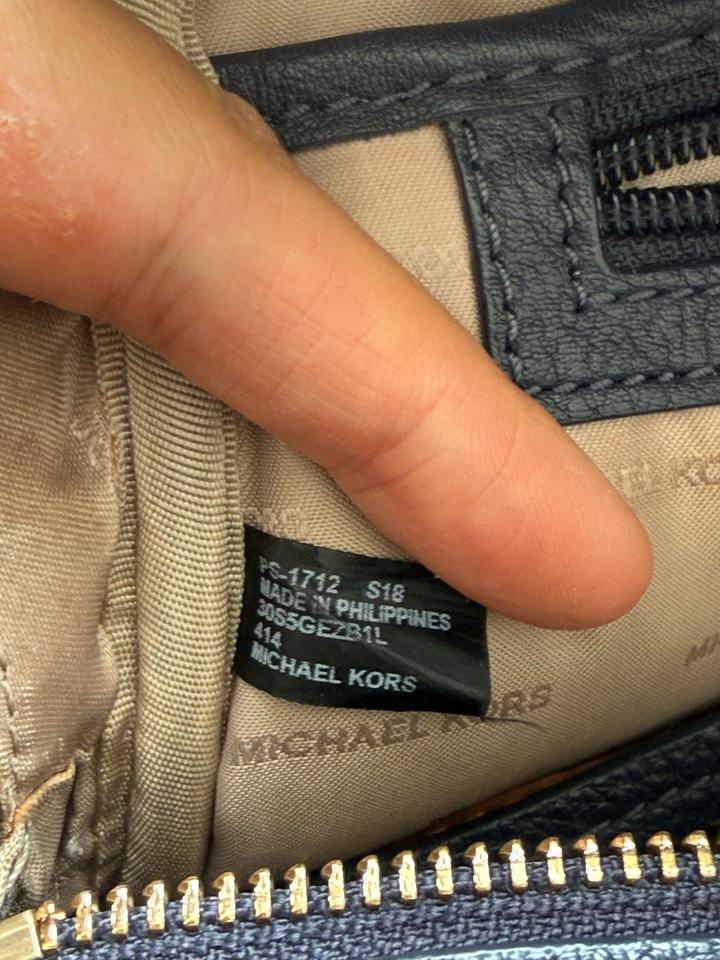 PS-1712 S18
MADE IN PHILIPPINES
30S5GEZB1L
414
MICHAEL KORS
MICHAEL KORS